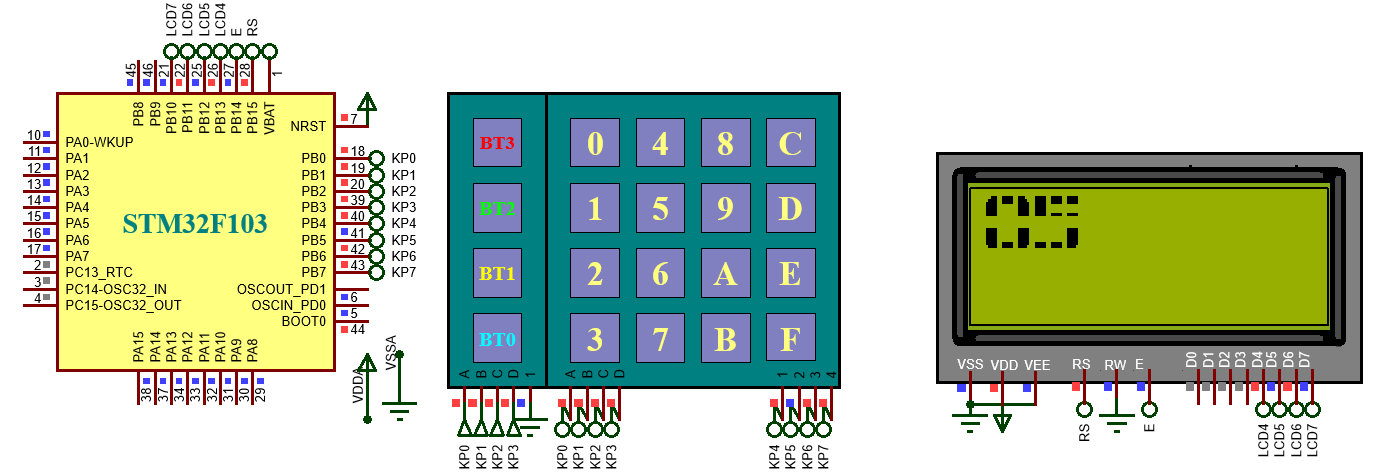 LCD7 LCD6 LCD5 LCD4 E RS
45 46 21 22 25 26 27 28 1
PB8 PB9 PB10 PB11 PB12 PB13 PB14 PB15 VBAT
NRST 7
10 PA0-WKUP
11 PA1
12 PA2
13 PA3
14 PA4
15 PA5
16 PA6
17 PA7
2 PC13_RTC
3 PC14-OSC32_IN
4 PC15-OSC32_OUT
STM32F103
PB0 18 KP0
PB1 19 KP1
PB2 20 KP2
PB3 39 KP3
PB4 40 KP4
PB5 41 KP5
PB6 42 KP6
PB7 43 KP7
OSCOUT_PD1
OSCIN_PD0 6
BOOT0 5
44
PA15 PA14 PA13 PA12 PA11 PA10 PA9 PA8
38 37 34 33 32 31 30 29
VDDA VSSA
BT3 0 4 8 C
BT2 1 5 9 D
BT1 2 6 A E
BT0 3 7 B F
A B C D 1 A B C D 1 2 3 4
KP0 KP1 KP2 KP3 KP0 KP1 KP2 KP3 KP4 KP5 KP6 KP7
VSS VDD VEE RS RW E D0 D1 D2 D3 D4 D5 D6 D7
RS E LCD4 LCD5 LCD6 LCD7